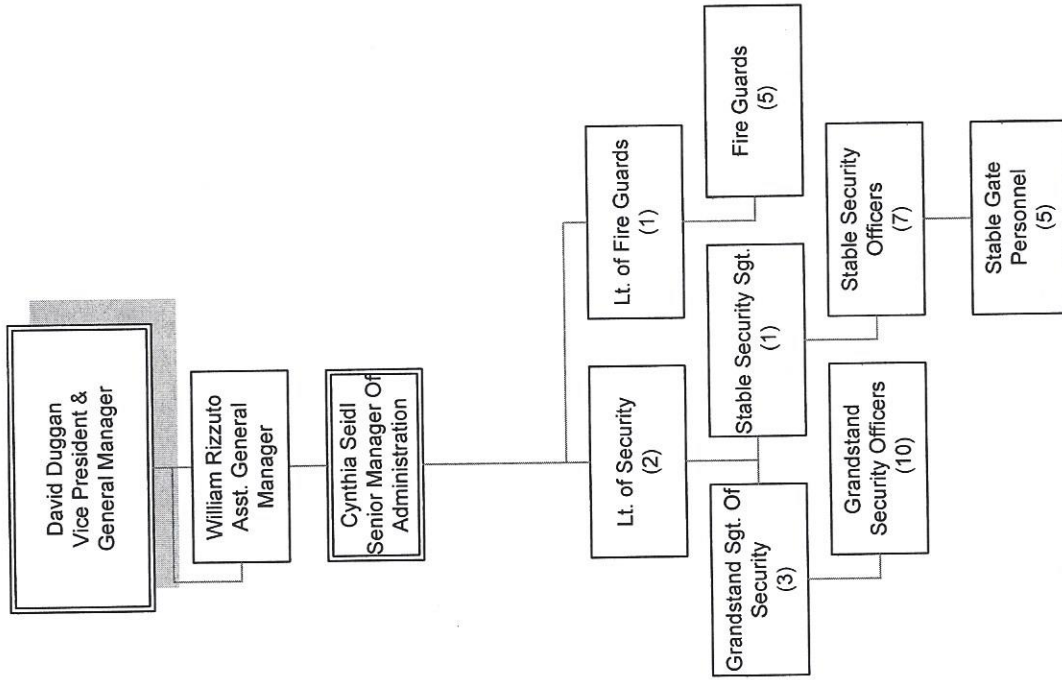 David Duggan
Vice President &
General Manager
William Rizzuto
Asst. General
Manager
Cynthia Seidl
Senior Manager Of
Administration
Lt. of Security
(2)
Lt. of Fire Guards
(1)
Grandstand Sgt. Of
Security
(3)
Stable Security Sgt.
(1)
Fire Guards
(5)
Grandstand
Security Officers
(10)
Stable Security
Officers
(7)
Stable Gate
Personnel
(5)